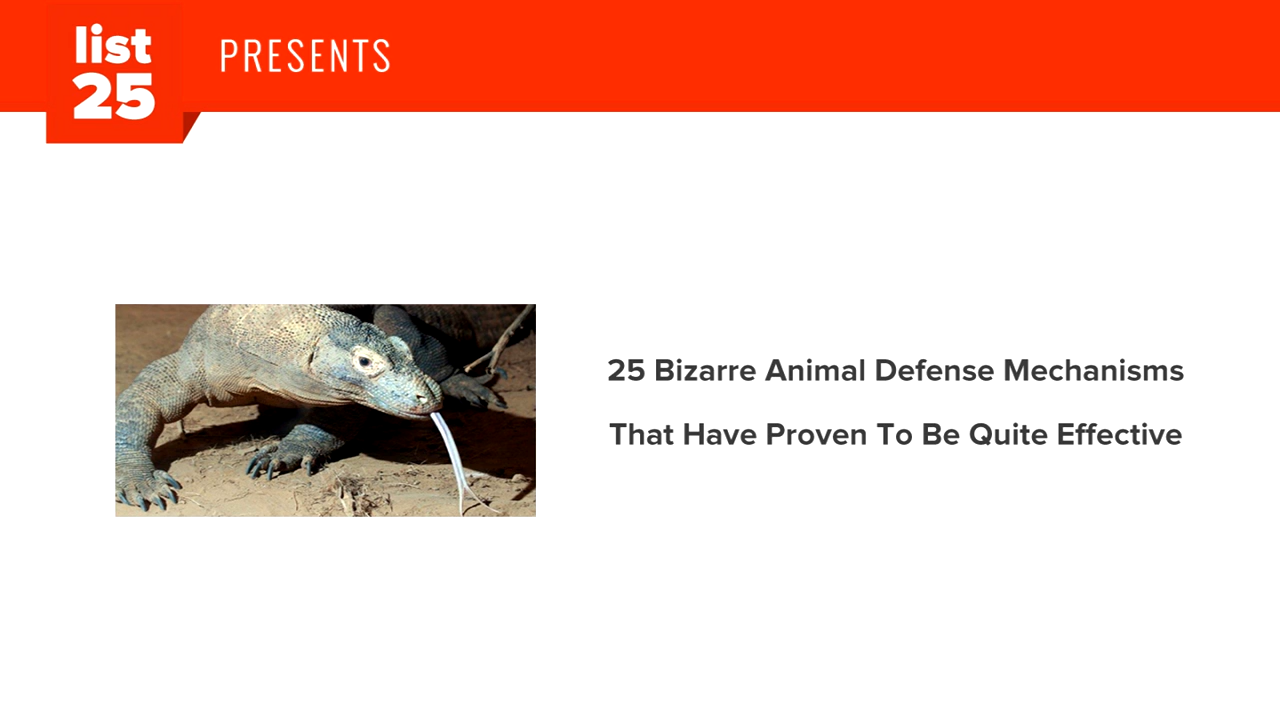 list
25
PRESENTS
25 Bizarre Animal Defense Mechanisms
That Have Proven To Be Quite Effective